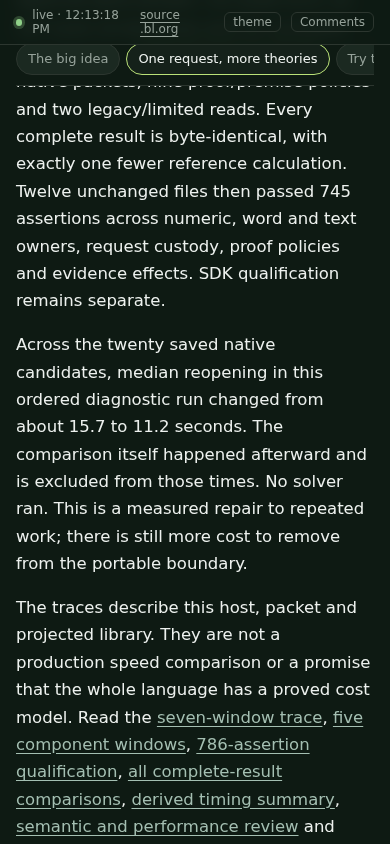 live · 12:13:18 PM
source .bl.org
theme
Comments
The big idea
One request, more theories
Try t
native packets, nine proof/premise policies
and two legacy/limited reads. Every
complete result is byte-identical, with
exactly one fewer reference calculation.
Twelve unchanged files then passed 745
assertions across numeric, word and text
owners, request custody, proof policies
and evidence effects. SDK qualification
remains separate.
Across the twenty saved native
candidates, median reopening in this
ordered diagnostic run changed from
about 15.7 to 11.2 seconds. The
comparison itself happened afterward and
is excluded from those times. No solver
ran. This is a measured repair to repeated
work; there is still more cost to remove
from the portable boundary.
The traces describe this host, packet and
projected library. They are not a
production speed comparison or a promise
that the whole language has a proved cost
model. Read the seven-window trace, five
component windows, 786-assertion
qualification, all complete-result
comparisons, derived timing summary,
semantic and performance review and